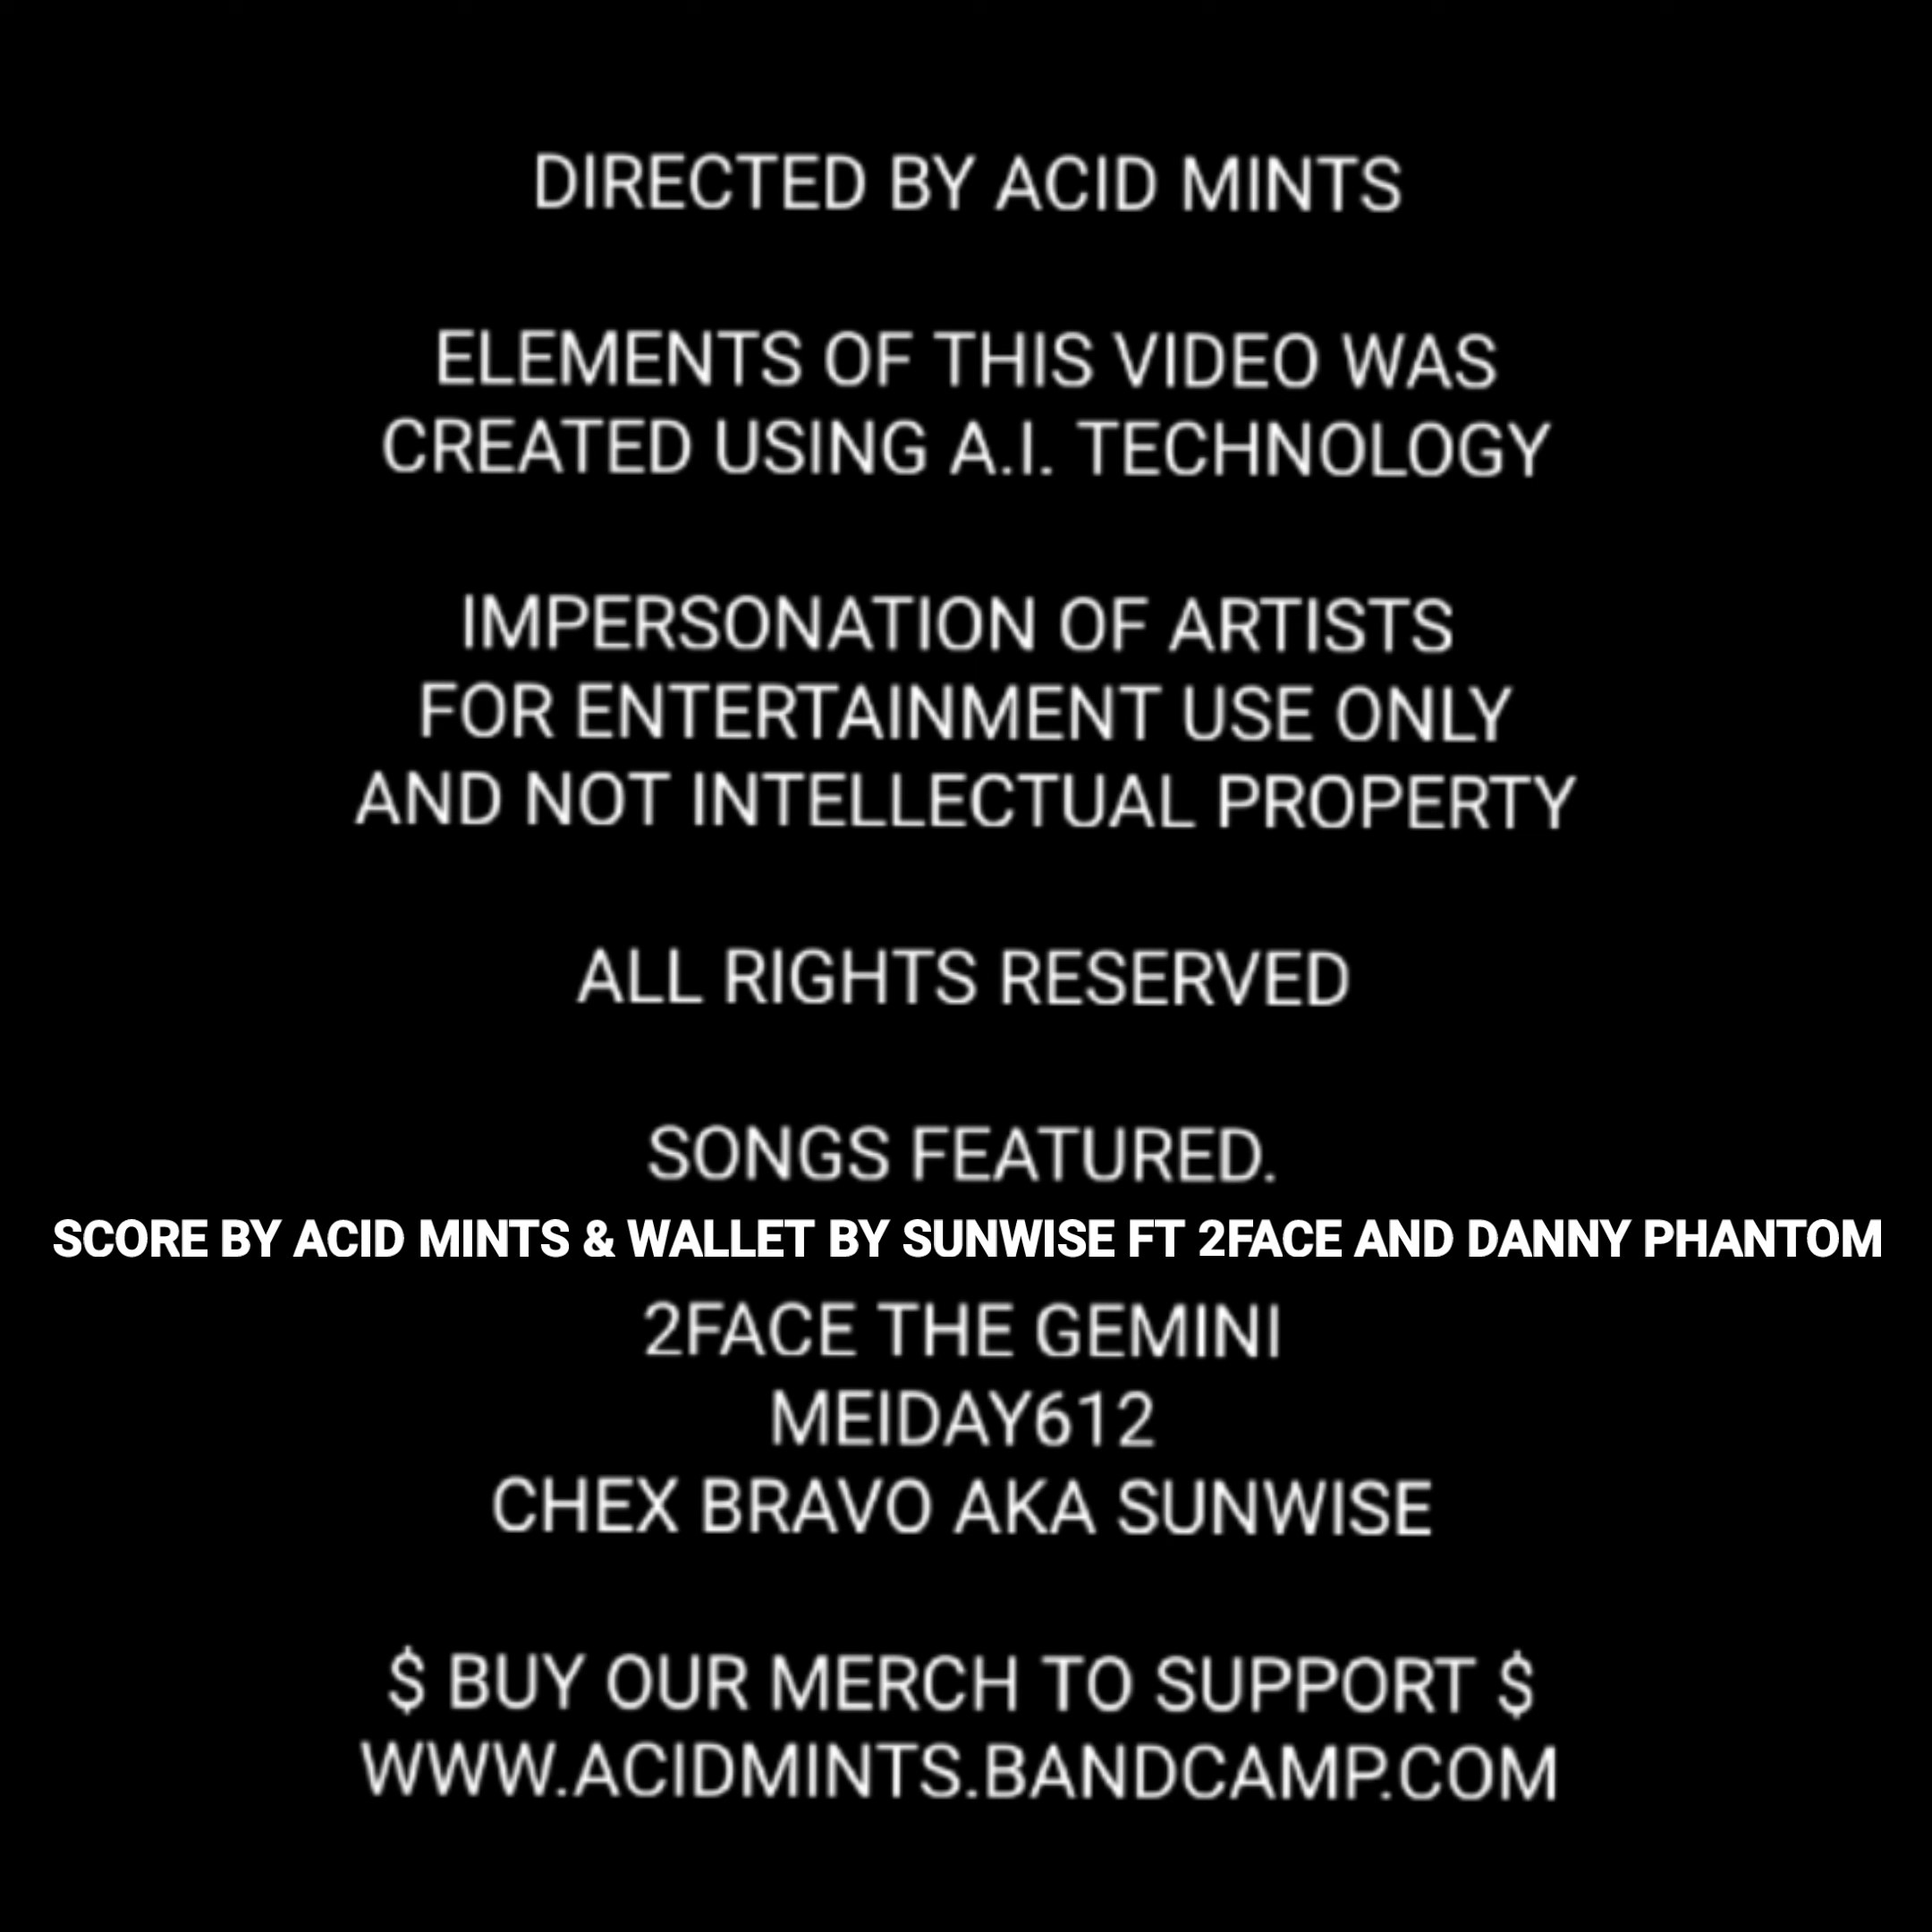 DIRECTED BY ACID MINTS
ELEMENTS OF THIS VIDEO WAS
CREATED USING A.I. TECHNOLOGY
IMPERSONATION OF ARTISTS
FOR ENTERTAINMENT USE ONLY
AND NOT INTELLECTUAL PROPERTY
ALL RIGHTS RESERVED
SONGS FEATURED.
SCORE BY ACID MINTS & WALLET BY SUNWISE FT 2FACE AND DANNY PHANTOM
2FACE THE GEMINI
MEIDAY612
CHEX BRAVO AKA SUNWISE
$ BUY OUR MERCH TO SUPPORT $
WWW.ACIDMINTS.BANDCAMP.COM